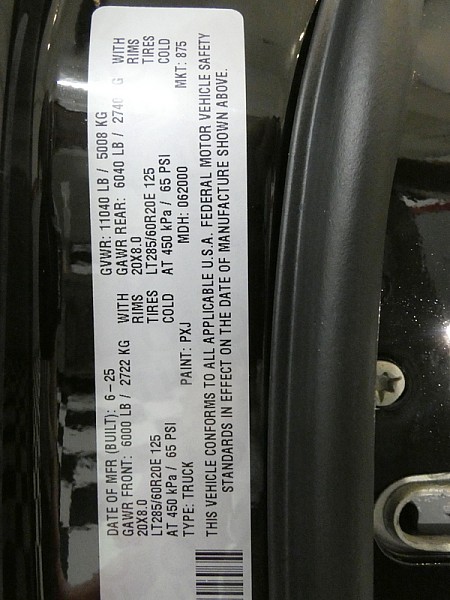 DATE OF MFR (BUILT): 6-25 GVWR: 11040 LB / 5008 KG
GAWR FRONT: 6000 LB / 2722 KG WITH GAWR REAR: 6040 LB / WITH
20X8.0 RIMS 20X8.0 RIMS
LT285/60R20E 125 TIRES LT285/60R20E 125 TIRES
AT 450 kPa / 65 PSI COLD AT 450 kPa / 65 PSI COLD
TYPE: TRUCK PAINT: PXJ MDH: 062000 MKT: 875
THIS VEHICLE CONFORMS TO ALL APPLICABLE U.S.A. FEDERAL MOTOR VEHICLE SAFETY
STANDARDS IN EFFECT ON THE DATE OF MANUFACTURE SHOWN ABOVE.